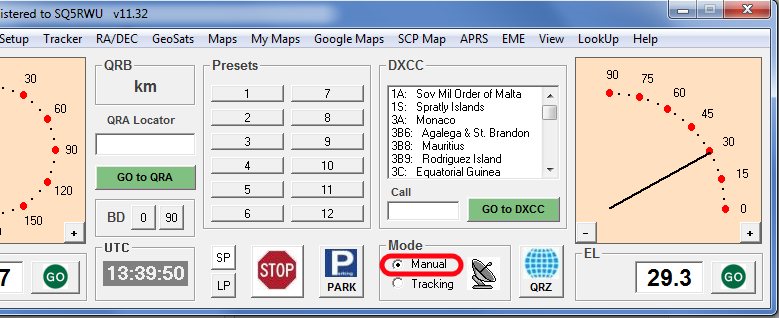 istered to SQ5RWU v11.32
Setup Tracker RA/DEC GeoSats Maps My Maps Google Maps SCP Map APRS EME View LookUp Help
30
60
90
120
150
+
QRB
km
QRA Locator
GO to QRA
BD 0 90
Presets
1 7
2 8
3 9
4 10
5 11
6 12
DXCC
1A: Sov Mil Order of Malta
1S: Spratly Islands
3A: Monaco
3B6: Agalega & St. Brandon
3B8: Mauritius
3B9: Rodriguez Island
3C: Equatorial Guinea
Call
GO to DXCC
90
75
60
45
30
15
0
- +
7 GO
UTC
13:39:50
SP
LP
STOP
P
Parking
PARK
Mode
Manual
Tracking
QRZ
EL
29.3 GO